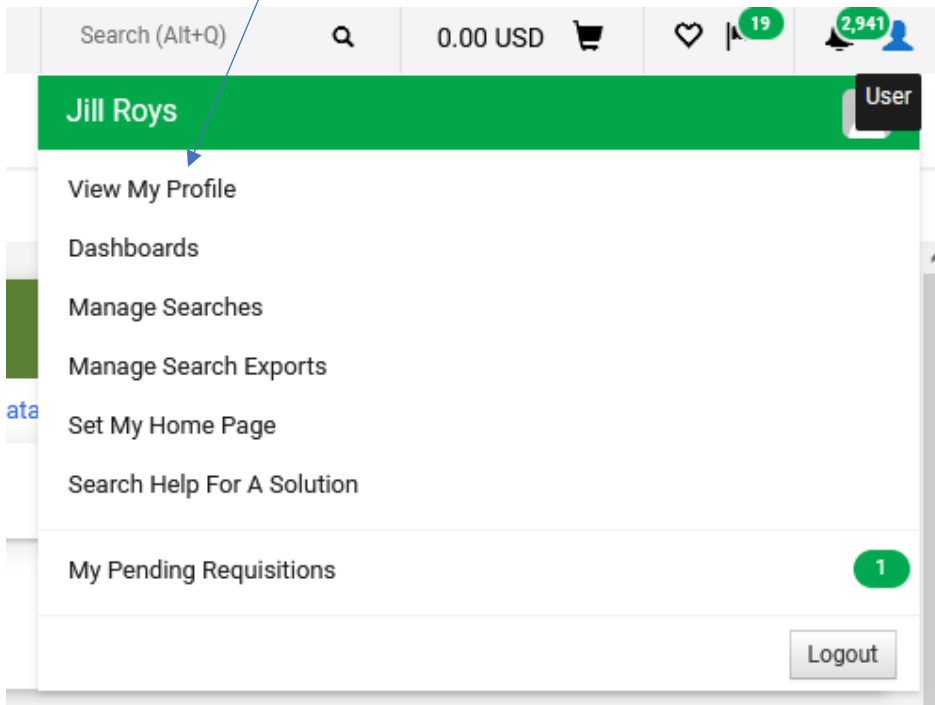 Search (Alt+Q) 0.00 USD 19 2,941
Jill Roys User
View My Profile
Dashboards
Manage Searches
Manage Search Exports
ata
Set My Home Page
Search Help For A Solution
My Pending Requisitions 1
Logout